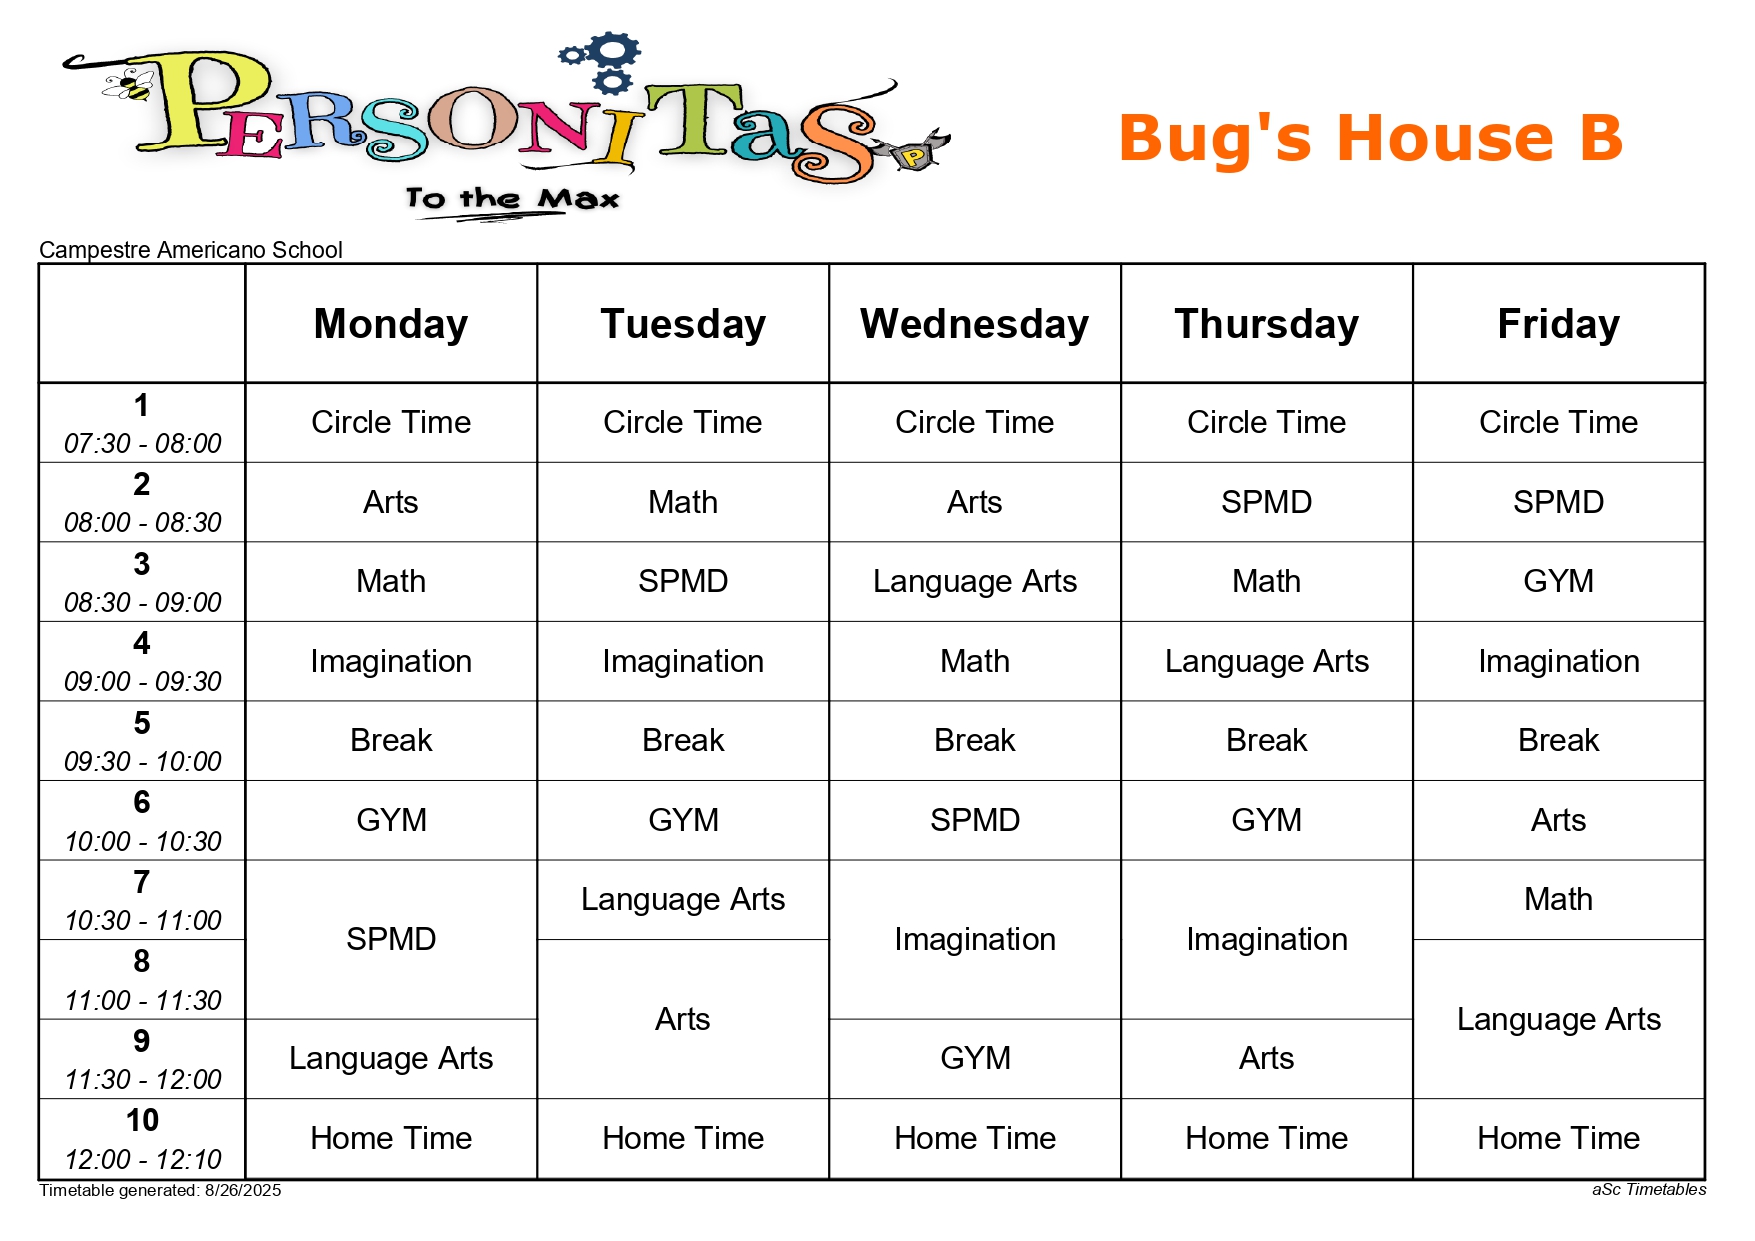 PERSONITAS
To the Max
P
Bug's House B
Campestre Americano School
Monday Tuesday Wednesday Thursday Friday
1
07:30 - 08:00
Circle Time Circle Time Circle Time Circle Time Circle Time
2
08:00 - 08:30
Arts Math Arts SPMD SPMD
3
08:30 - 09:00
Math SPMD Language Arts Math GYM
4
09:00 - 09:30
Imagination Imagination Math Language Arts Imagination
5
09:30 - 10:00
Break Break Break Break Break
6
10:00 - 10:30
GYM GYM SPMD GYM Arts
7
10:30 - 11:00
SPMD Language Arts Imagination Imagination Math
8
11:00 - 11:30
Arts Language Arts
9
11:30 - 12:00
Language Arts GYM Arts
10
12:00 - 12:10
Home Time Home Time Home Time Home Time Home Time
Timetable generated: 8/26/2025
aSc Timetables